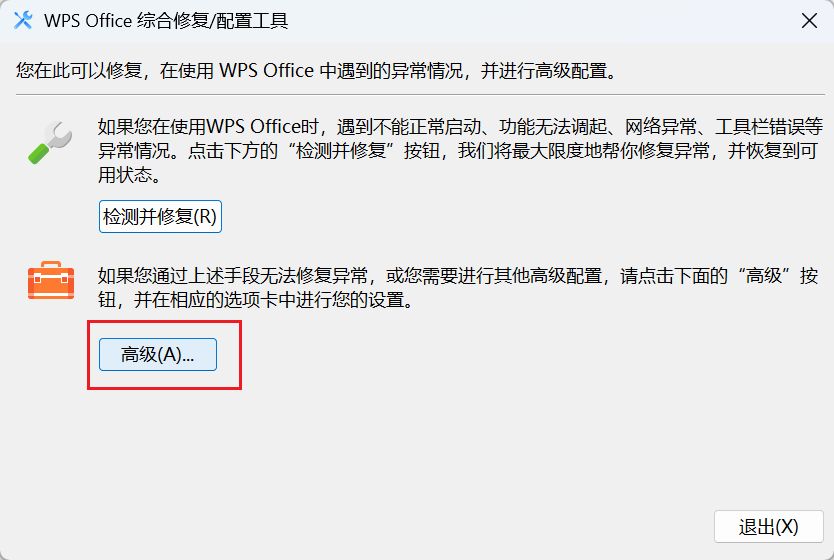 WPS Office 综合修复/配置工具
您在此可以修复，在使用 WPS Office 中遇到的异常情况，并进行高级配置。
如果您在使用WPS Office时，遇到不能正常启动、功能无法调起、网络异常、工具栏错误等
异常情况。点击下方的“检测并修复”按钮，我们将最大限度地帮你修复异常，并恢复到可
用状态。
检测并修复(R)
如果您通过上述手段无法修复异常，或您需要进行其他高级配置，请点击下面的“高级”按
钮，并在相应的选项卡中进行您的设置。
高级(A)...
退出(X)